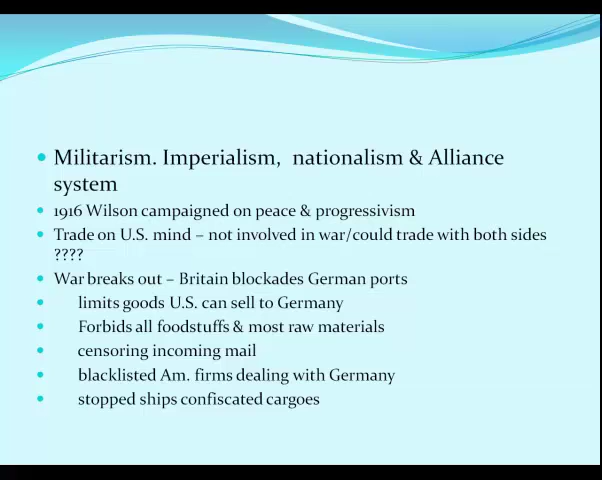 Militarism. Imperialism, nationalism & Alliance
system
1916 Wilson campaigned on peace & progressivism
Trade on U.S. mind – not involved in war/could trade with both sides
????
War breaks out – Britain blockades German ports
limits goods U.S. can sell to Germany
Forbids all foodstuffs & most raw materials
censoring incoming mail
blacklisted Am. firms dealing with Germany
stopped ships confiscated cargoes